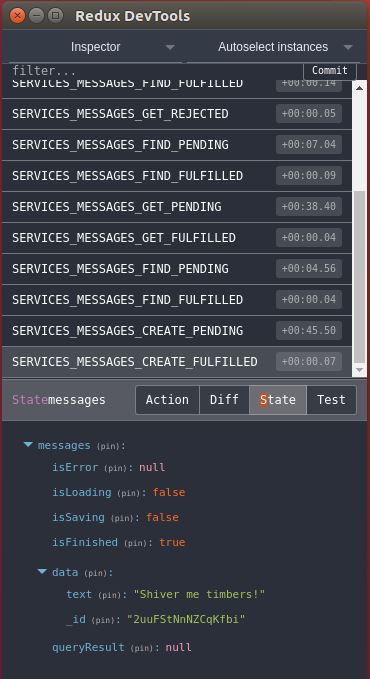 Redux DevTools
Inspector Autoselect instances
filter... Commit
SERVICES_MESSAGES_FIND_FULFILLED +00:00.14
SERVICES_MESSAGES_GET_REJECTED +00:00.05
SERVICES_MESSAGES_FIND_PENDING +00:07.04
SERVICES_MESSAGES_FIND_FULFILLED +00:00.09
SERVICES_MESSAGES_GET_PENDING +00:38.40
SERVICES_MESSAGES_GET_FULFILLED +00:00.04
SERVICES_MESSAGES_FIND_PENDING +00:04.56
SERVICES_MESSAGES_FIND_FULFILLED +00:00.04
SERVICES_MESSAGES_CREATE_PENDING +00:45.50
SERVICES_MESSAGES_CREATE_FULFILLED +00:00.07
Statemessages Action Diff State Test
messages (pin):
isError (pin): null
isLoading (pin): false
isSaving (pin): false
isFinished (pin): true
data (pin):
text (pin): "Shiver me timbers!"
_id (pin): "2uuFStNnNZCqKfbi"
queryResult (pin): null